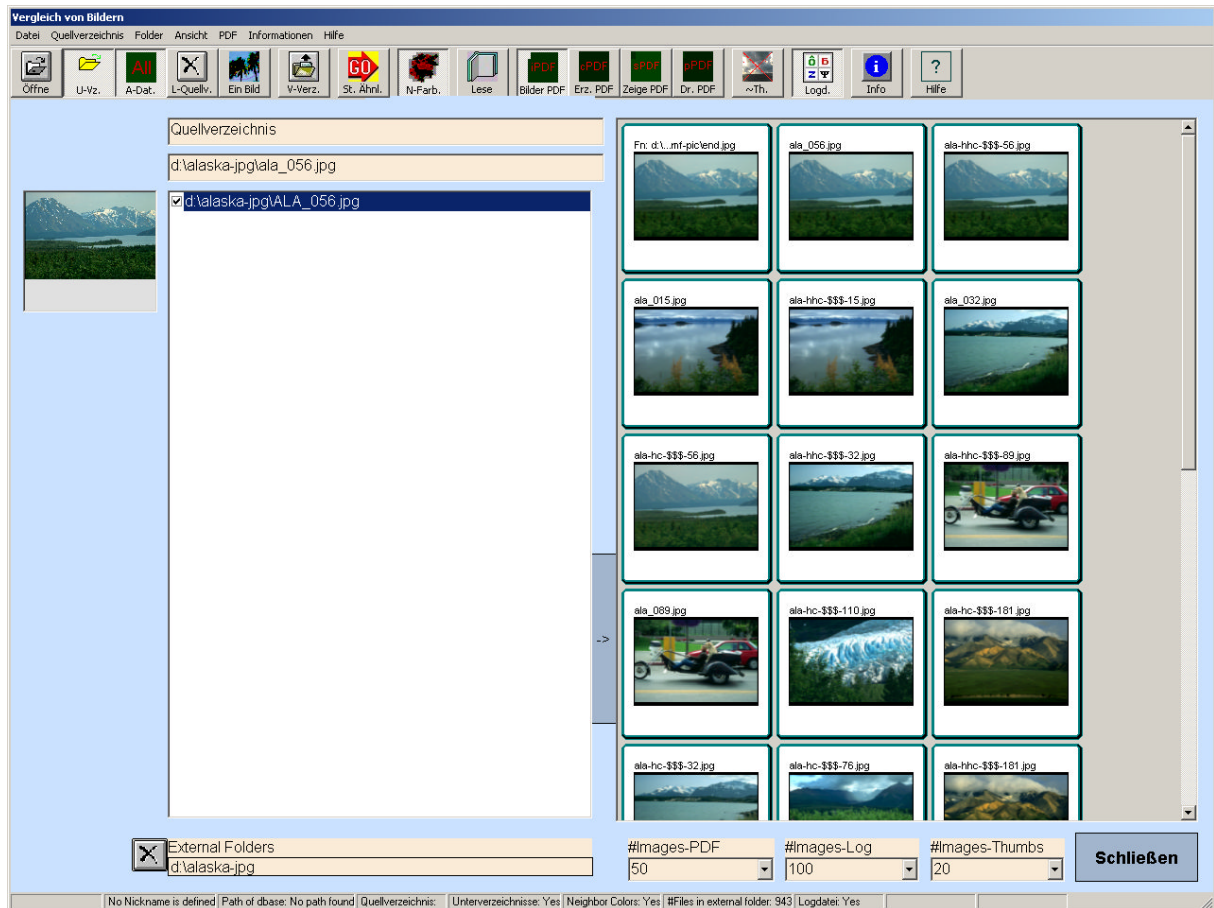 Vergleich von Bildern
Datei Quellverzeichnis Folder Ansicht PDF Informationen Hilfe
All GO iPDF cPDF sPDF pPDF
Öffne U-Vz. A-Dat. L-Quellv. Ein Bild V-Verz. St. Ähnl. N-Farb. Lese Bilder PDF Erz. PDF Zeige PDF Dr. PDF ~Th. Logd. Info Hilfe
Quellverzeichnis
d:\alaska-jpg\ala_056.jpg
d:\alaska-jpg\ALA_056.jpg
Fn: d:\...mf-pic\end.jpg ala_056.jpg ala-hhc-$$$-56.jpg
ala_015.jpg ala-hhc-$$$-15.jpg ala_032.jpg
ala-hc-$$$-56.jpg ala-hhc-$$$-32.jpg ala-hhc-$$$-89.jpg
->
ala_089.jpg ala-hc-$$$-110.jpg ala-hc-$$$-181.jpg
ala-hc-$$$-32.jpg ala-hc-$$$-76.jpg ala-hhc-$$$-181.jpg
External Folders
d:\alaska-jpg
#Images-PDF #Images-Log #Images-Thumbs
50 100 20
Schließen
No Nickname is defined Path of dbase: No path found Quellverzeichnis: Unterverzeichnisse: Yes Neighbor Colors: Yes #Files in external folder: 943 Logdatei: Yes